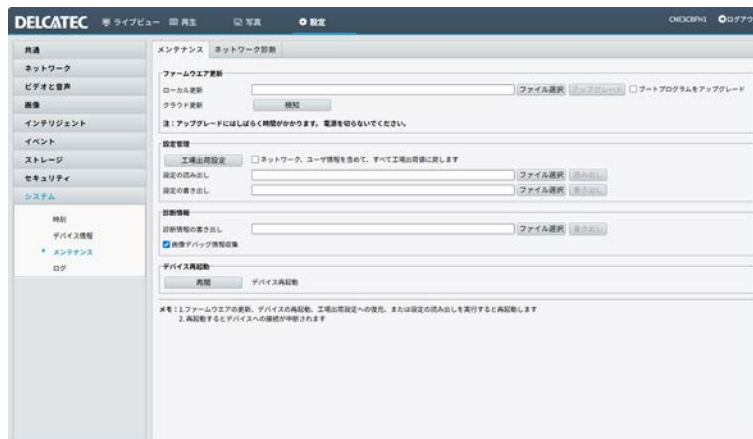 DELCATEC ライブビュー 再生 写真 設定 CNE3CBFH1 ログアウ
共通
ネットワーク
ビデオと音声
画像
インテリジェント
イベント
ストレージ
セキュリティ
システム
時刻
デバイス情報
メンテナンス
ログ
メンテナンス ネットワーク診断
ファームウエア更新
ローカル更新 ファイル選択 アップグレード ブートプログラムをアップグレード
クラウド更新 検知
注：アップグレードにはしばらく時間がかかります。電源を切らないでください。
設定管理
工場出荷設定 ネットワーク、ユーザ情報を含めて、すべて工場出荷値に戻します
設定の読み出し ファイル選択 読み出し
設定の書き出し ファイル選択 書き出し
診断情報
診断情報の書き出し ファイル選択 書き出し
画像デバッグ情報収集
デバイス再起動
再開 デバイス再起動
メモ：1.ファームウエアの更新、デバイスの再起動、工場出荷設定への復元、または設定の読み出しを実行すると再起動します
2. 再起動するとデバイスへの接続が中断されます